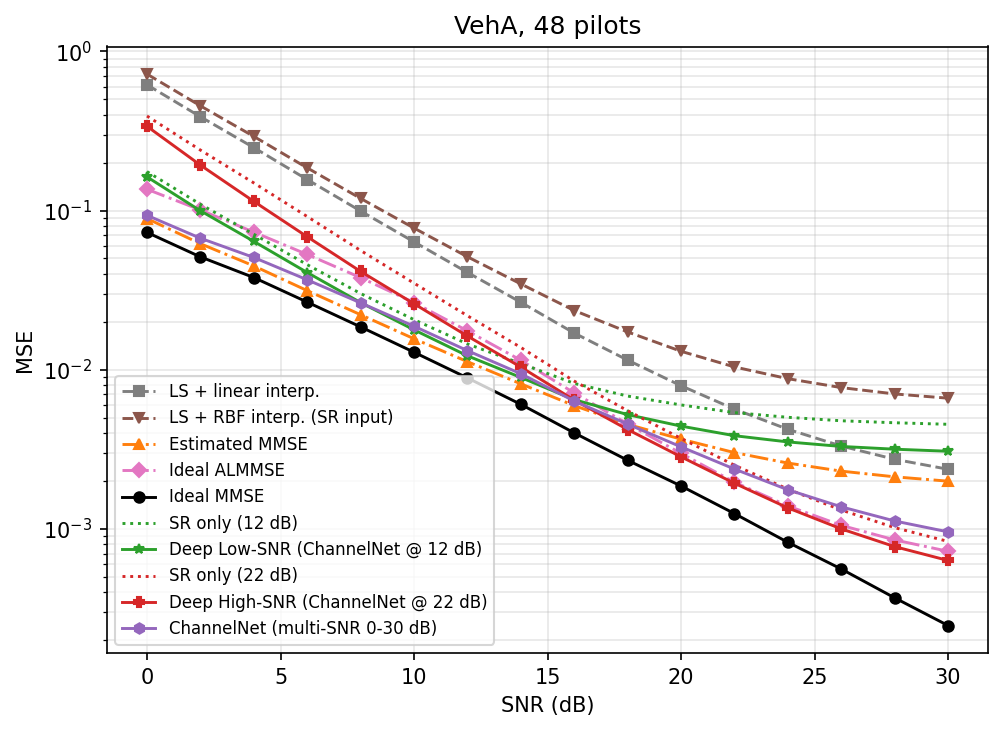 VehA, 48 pilots
10⁰
10⁻¹
10⁻²
10⁻³
MSE
LS + linear interp.
LS + RBF interp. (SR input)
Estimated MMSE
Ideal ALMMSE
Ideal MMSE
SR only (12 dB)
Deep Low-SNR (ChannelNet @ 12 dB)
SR only (22 dB)
Deep High-SNR (ChannelNet @ 22 dB)
ChannelNet (multi-SNR 0-30 dB)
0 5 10 15 20 25 30
SNR (dB)